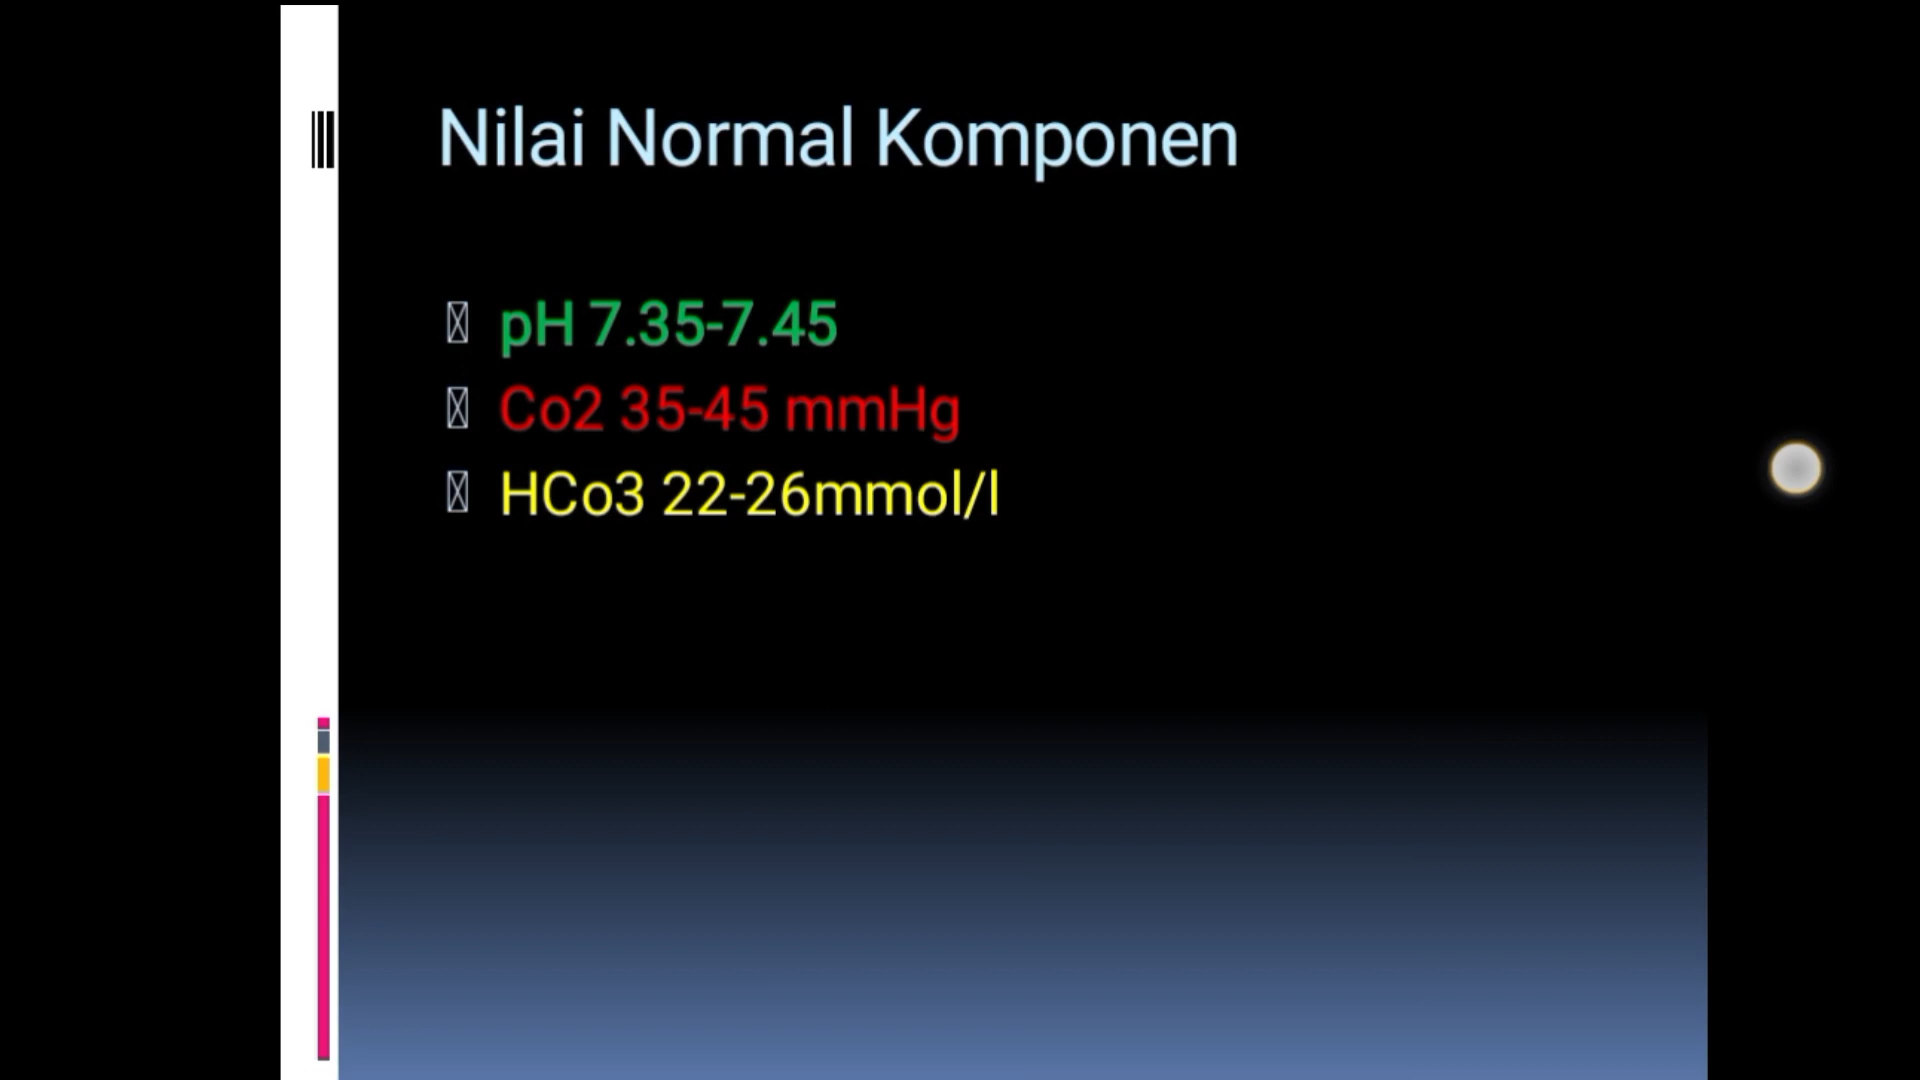 Nilai Normal Komponen
pH 7.35-7.45
Co2 35-45 mmHg
HCo3 22-26mmol/l